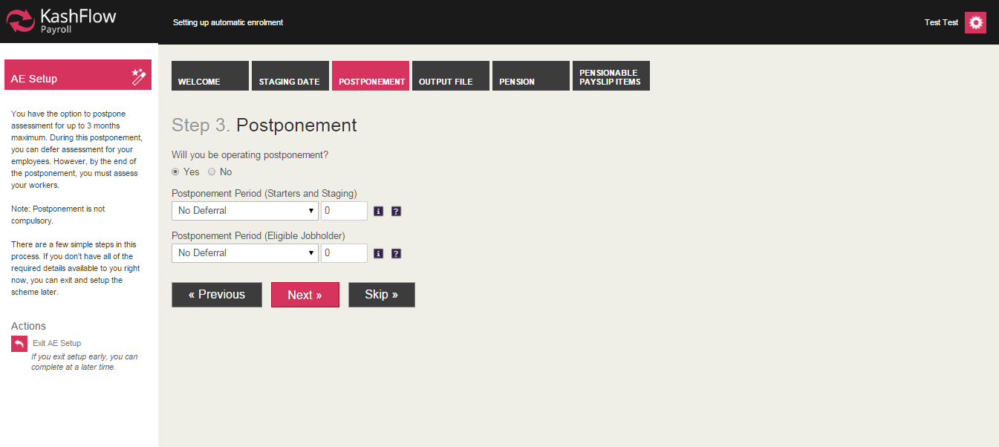 KashFlow
Payroll
Setting up automatic enrolment
Test Test
AE Setup
You have the option to postpone
assessment for up to 3 months
maximum. During this postponement,
you can defer assessment for your
employees. However, by the end of
the postponement, you must assess
your workers.
Note: Postponement is not
compulsory.
There are a few simple steps in this
process. If you don't have all of the
required details available to you right
now, you can exit and setup the
scheme later.
Actions
Exit AE Setup
If you exit setup early, you can
complete at a later time.
WELCOME
STAGING DATE
POSTPONEMENT
OUTPUT FILE
PENSION
PENSIONABLE
PAYSLIP ITEMS
Step 3. Postponement
Will you be operating postponement?
Yes No
Postponement Period (Starters and Staging)
No Deferral 0 i ?
Postponement Period (Eligible Jobholder)
No Deferral 0 i ?
« Previous Next » Skip »